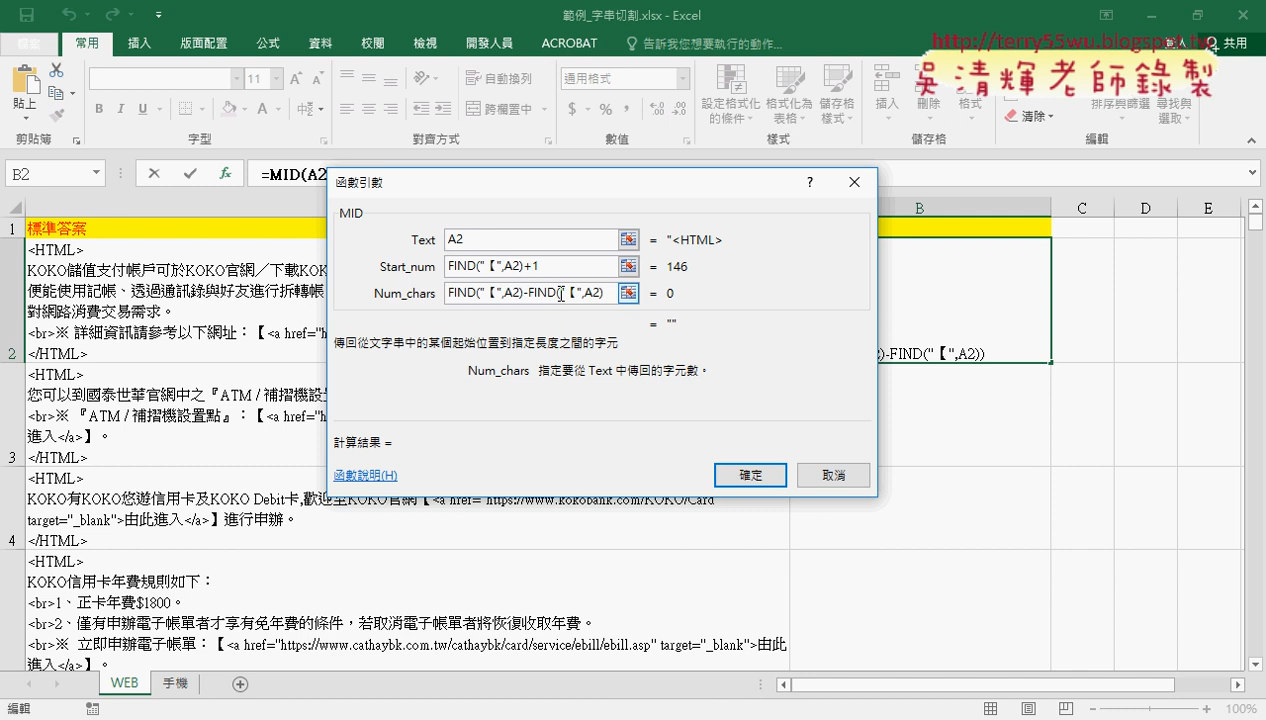 範例_字串切割.xlsx - Excel
http://terry55wu.blogspot.tw
吳清輝老師錄製
檔案 常用 插入 版面配置 公式 資料 校閱 檢視 開發人員 ACROBAT 告訴我您想要執行的動作... 登入 共用
貼上
剪貼簿
11
B I U
中
字型
自動換列
跨欄置中
對齊方式
通用格式
$ % ,
數值
設定格式化的條件 格式化為表格 儲存格樣式
樣式
插入 刪除 格式
儲存格
清除
排序與篩選 尋找與選取
編輯
B2
=MID(A2
函數引數
MID
Text A2 = "<HTML>
Start_num FIND("【",A2)+1 = 146
Num_chars FIND("【",A2)-FIND("【",A2) = 0
= ""
傳回從文字串中的某個起始位置到指定長度之間的字元
Num_chars 指定要從 Text 中傳回的字元數。
計算結果 =
函數說明(H)
確定 取消
B C D E
1 標準答案
<HTML>
KOKO儲值支付帳戶可於KOKO官網／下載KOK
便能使用記帳、透過通訊錄與好友進行拆轉帳
對網路消費交易需求。
<br>※ 詳細資訊請參考以下網址：【<a href="h
2 </HTML>
2)-FIND("【",A2))
<HTML>
您可以到國泰世華官網中之『ATM / 補摺機設置
<br>※『ATM / 補摺機設置點』：【<a href="h
進入</a>】。
3 </HTML>
<HTML>
KOKO有KOKO您遊信用卡及KOKO Debit卡,歡迎至KOKO官網【<a href="https://www.kokobank.com/KOKO/Card
target="_blank">由此進入</a>】進行申辦。
4 </HTML>
<HTML>
KOKO信用卡年費規則如下：
<br>1、正卡年費$1800。
<br>2、僅有申辦電子帳單者才享有免年費的條件，若取消電子帳單者將恢復收取年費。
<br>※ 立即申辦電子帳單：【<a href="https://www.cathaybk.com.tw/cathaybk/card/service/ebill/ebill.asp" target="_blank">由此
進入</a>】。
WEB 手機
編輯
100%